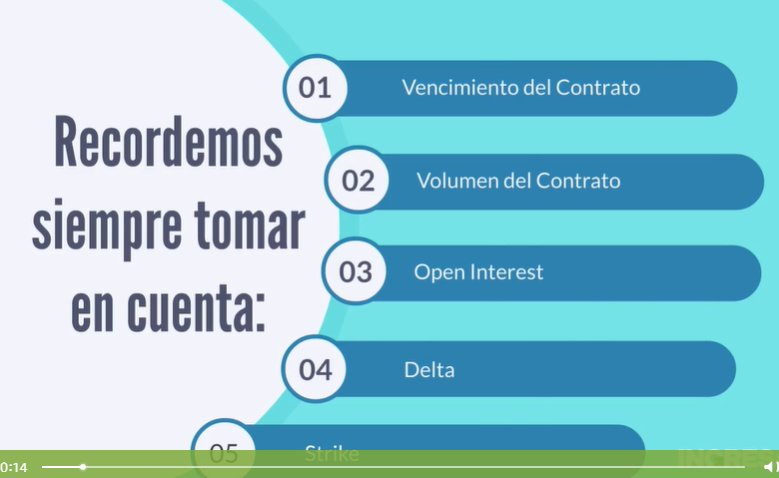 Recordemos
siempre tomar
en cuenta:
01 Vencimiento del Contrato
02 Volumen del Contrato
03 Open Interest
04 Delta
05 Strike
0:14